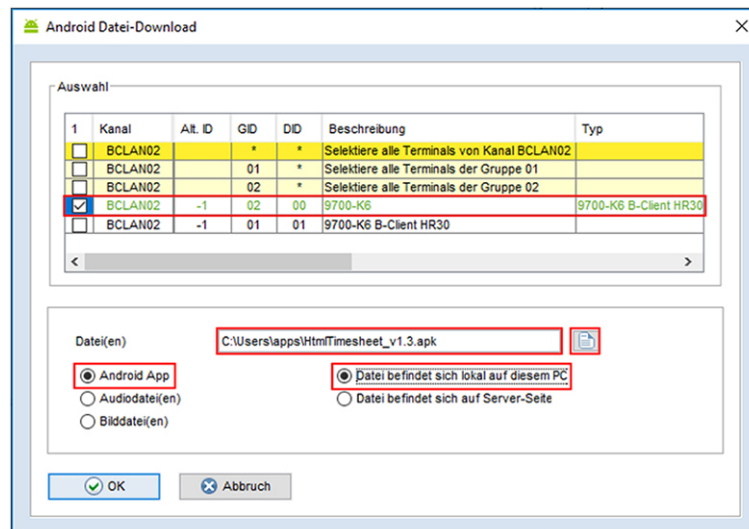 Android Datei-Download
Auswahl
1 Kanal Alt. ID GID DID Beschreibung Typ
BCLAN02 * * Selektiere alle Terminals von Kanal BCLAN02
BCLAN02 01 * Selektiere alle Terminals der Gruppe 01
BCLAN02 02 * Selektiere alle Terminals der Gruppe 02
BCLAN02 -1 02 00 9700-K6 9700-K6 B-Client HR30
BCLAN02 -1 01 01 9700-K6 B-Client HR30
Datei(en) C:\Users\apps\HtmlTimesheet_v1.3.apk
Android App Datei befindet sich lokal auf diesem PC
Audiodatei(en) Datei befindet sich auf Server-Seite
Bilddatei(en)
OK Abbruch